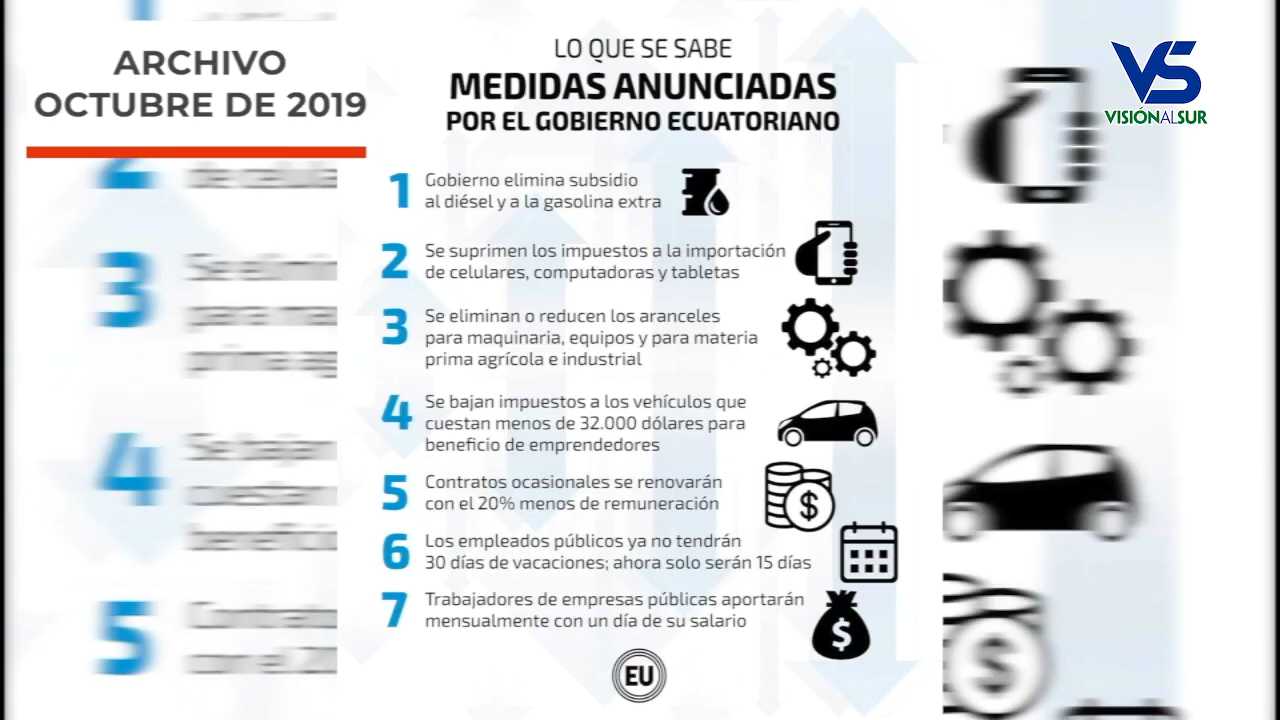 ARCHIVO
OCTUBRE DE 2019
LO QUE SE SABE
MEDIDAS ANUNCIADAS
POR EL GOBIERNO ECUATORIANO
1 Gobierno elimina subsidio
al diésel y a la gasolina extra
2 Se suprimen los impuestos a la importación
de celulares, computadoras y tabletas
3 Se eliminan o reducen los aranceles
para maquinaria, equipos y para materia
prima agrícola e industrial
4 Se bajan impuestos a los vehículos que
cuestan menos de 32.000 dólares para
beneficio de emprendedores
5 Contratos ocasionales se renovarán
con el 20% menos de remuneración
6 Los empleados públicos ya no tendrán
30 días de vacaciones; ahora solo serán 15 días
7 Trabajadores de empresas públicas aportarán
mensualmente con un día de su salario
EU
VS
VISIÓNALSUR
3
4
5